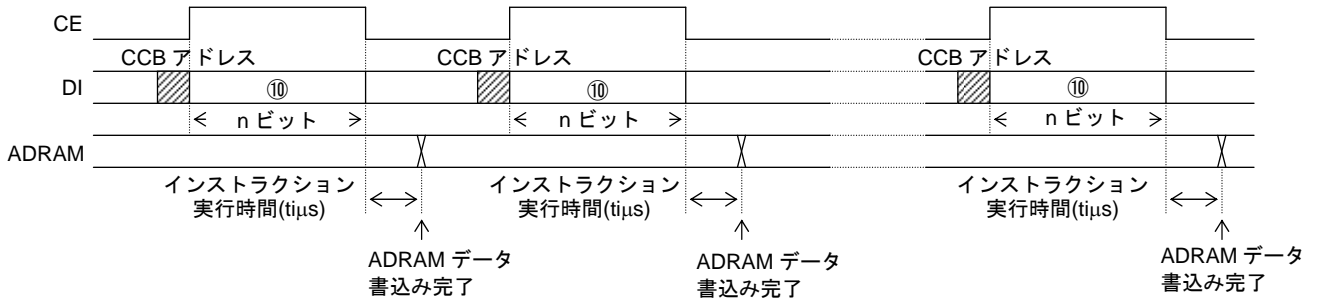 CE
CCB アドレス CCB アドレス CCB アドレス
DI ⑩ ⑩ ⑩
n ビット n ビット n ビット
ADRAM
インストラクション インストラクション インストラクション
実行時間(tiμs) 実行時間(tiμs) 実行時間(tiμs)
ADRAM データ ADRAM データ ADRAM データ
書込み完了 書込み完了 書込み完了